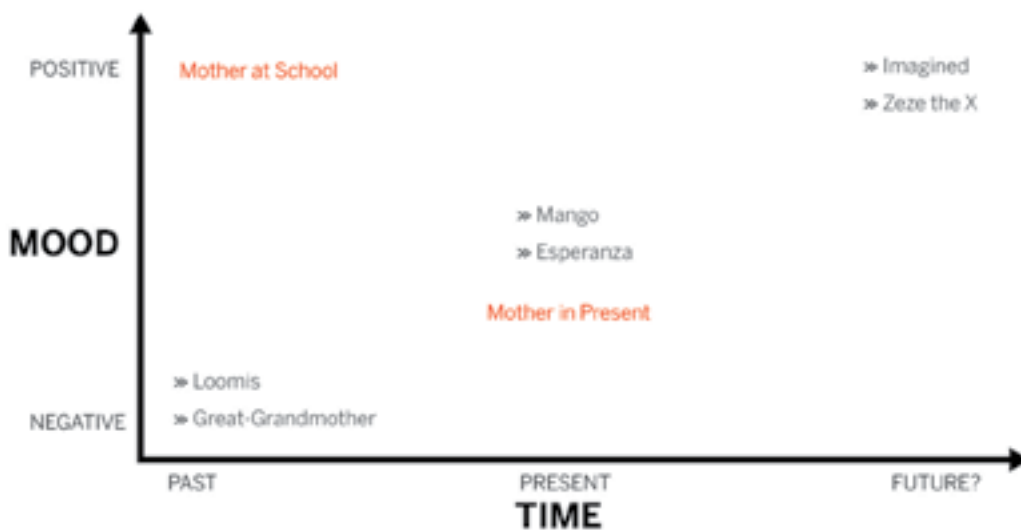 POSITIVE
Mother at School
» Imagined
» Zeze the X
» Mango
MOOD
» Esperanza
Mother in Present
» Loomis
NEGATIVE
» Great-Grandmother
PAST
PRESENT
FUTURE?
TIME